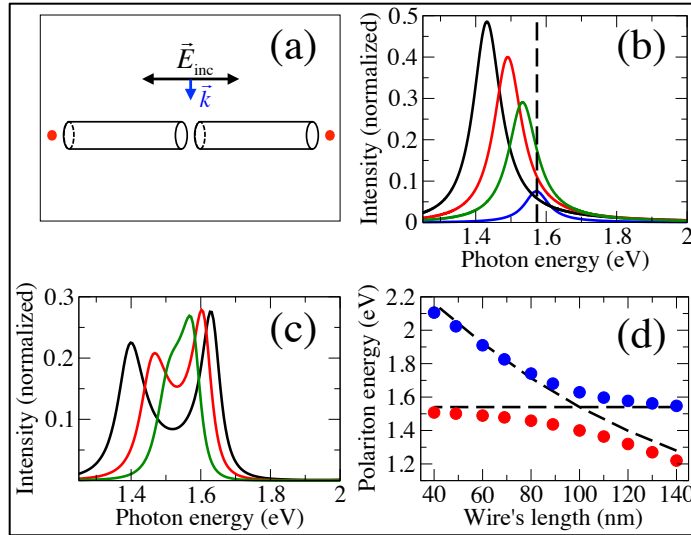 (a)
E⃗inc
k⃗
(b)
Intensity (normalized)
0.5
0.4
0.3
0.2
0.1
0
1.4 1.6 1.8 2
Photon energy (eV)
(c)
Intensity (normalized)
0.3
0.2
0.1
1.4 1.6 1.8 2
Photon energy (eV)
(d)
Polariton energy (eV)
2.2
2.0
1.8
1.6
1.4
1.2
40 60 80 100 120 140
Wire's length (nm)